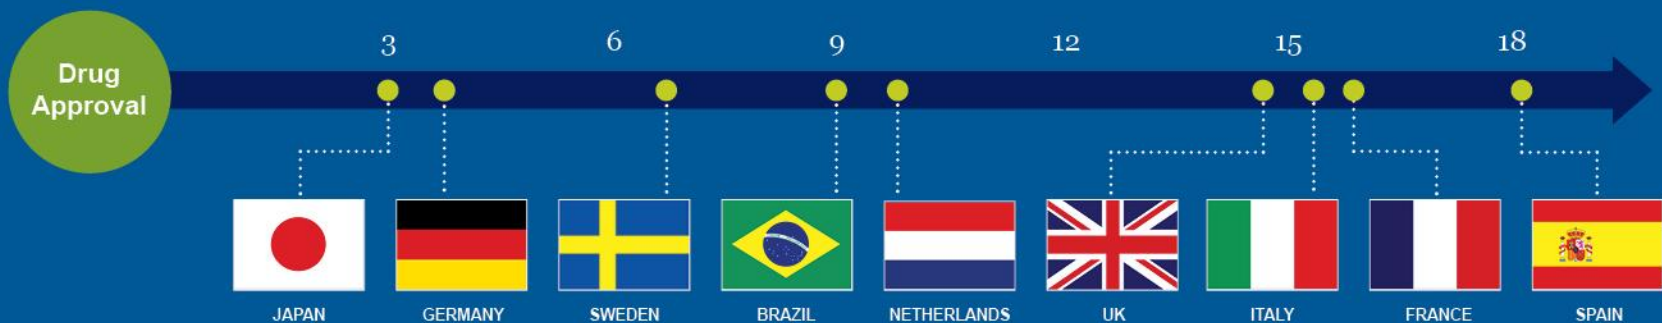 3 6 9 12 15 18
Drug
Approval
JAPAN GERMANY SWEDEN BRAZIL NETHERLANDS UK ITALY FRANCE SPAIN